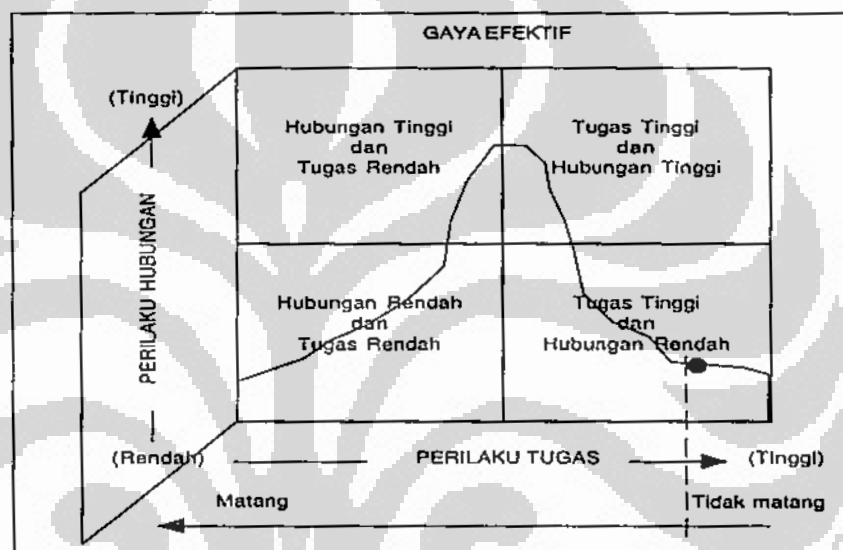 GAYA EFEKTIF
(Tinggi)
PERILAKU HUBUNGAN
(Rendah)
Hubungan Tinggi
dan
Tugas Rendah
Tugas Tinggi
dan
Hubungan Tinggi
Hubungan Rendah
dan
Tugas Rendah
Tugas Tinggi
dan
Hubungan Rendah
PERILAKU TUGAS
(Tinggi)
Matang
Tidak matang